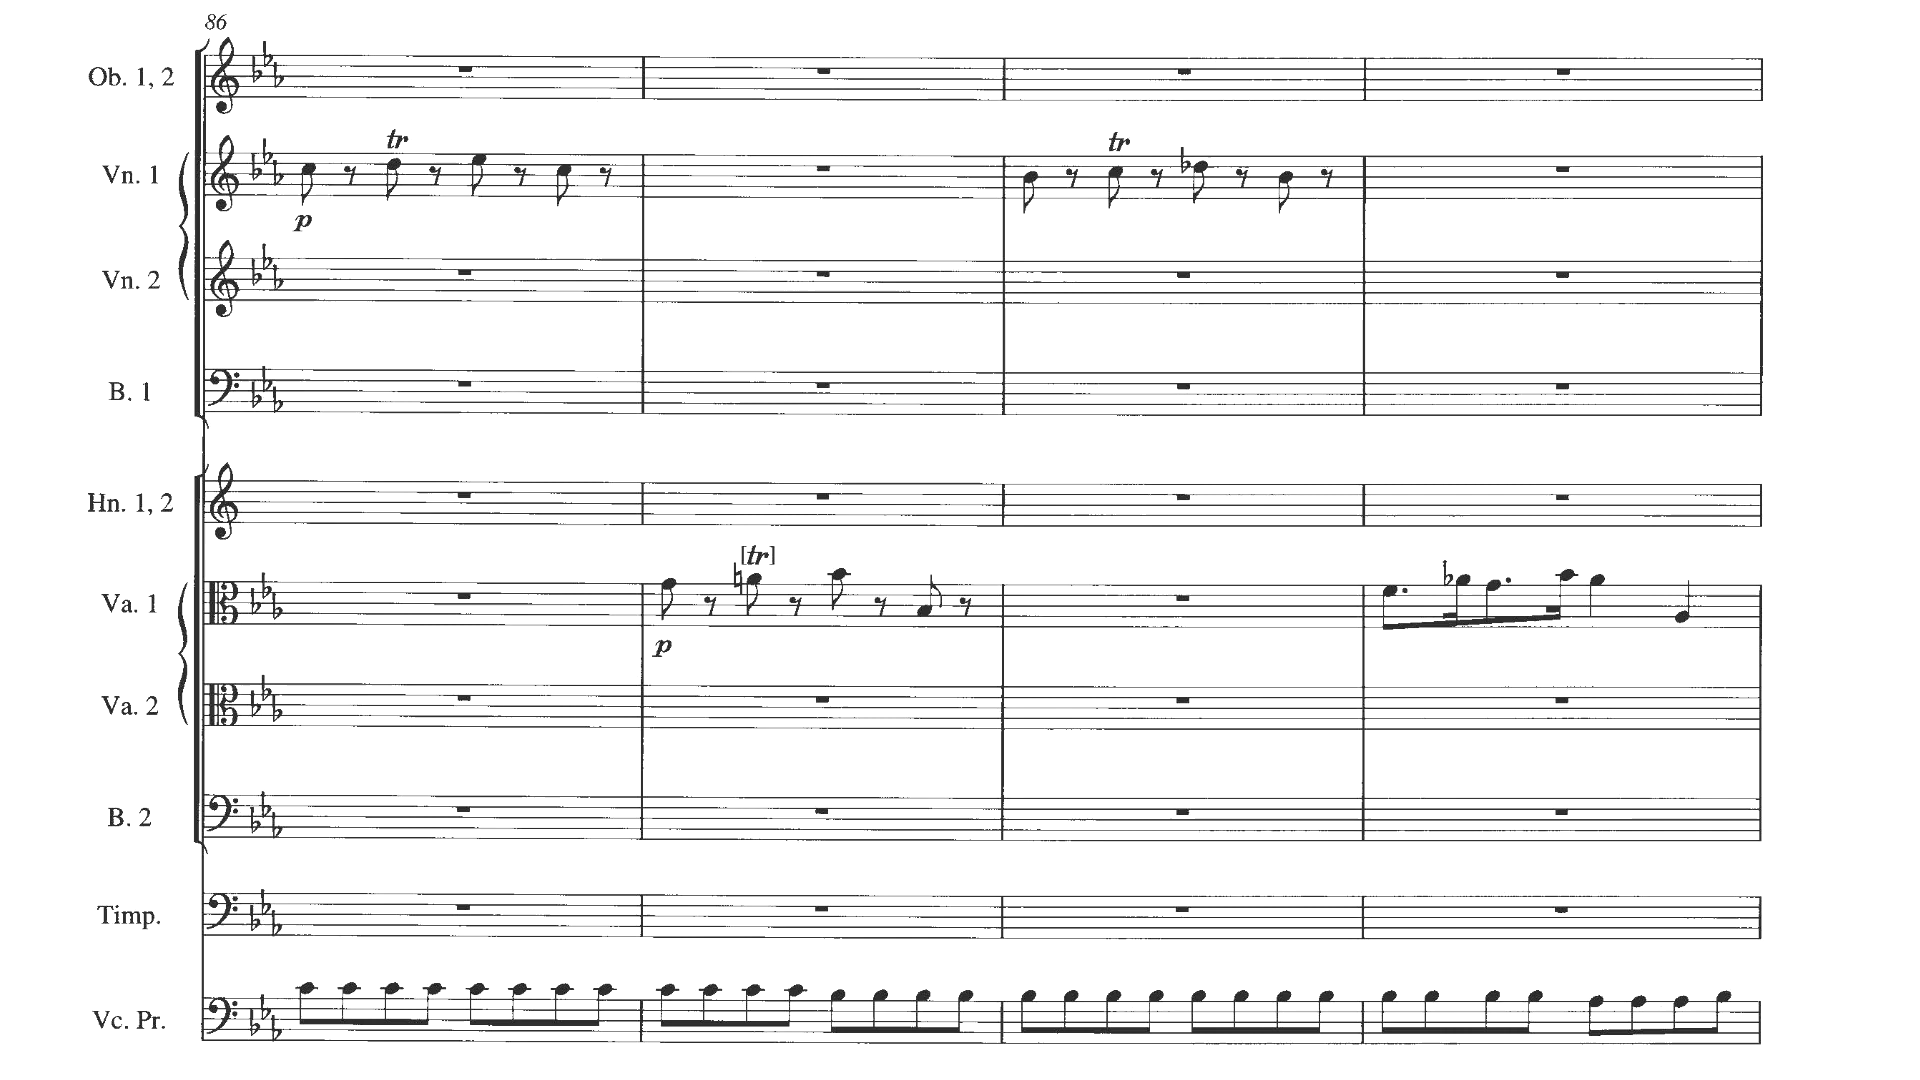 86
Ob. 1, 2
tr tr
Vn. 1
p
Vn. 2
B. 1
Hn. 1, 2
[tr]
Va. 1
p
Va. 2
B. 2
Timp.
Vc. Pr.